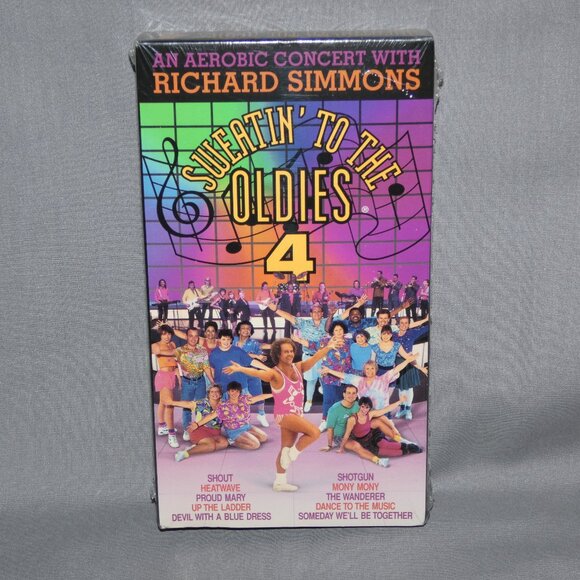 AN AEROBIC CONCERT WITH
RICHARD SIMMONS
SWEATIN' TO THE
OLDIES®
4
SHOUT
HEATWAVE
PROUD MARY
UP THE LADDER
DEVIL WITH A BLUE DRESS
SHOTGUN
MONY MONY
THE WANDERER
DANCE TO THE MUSIC
SOMEDAY WE'LL BE TOGETHER